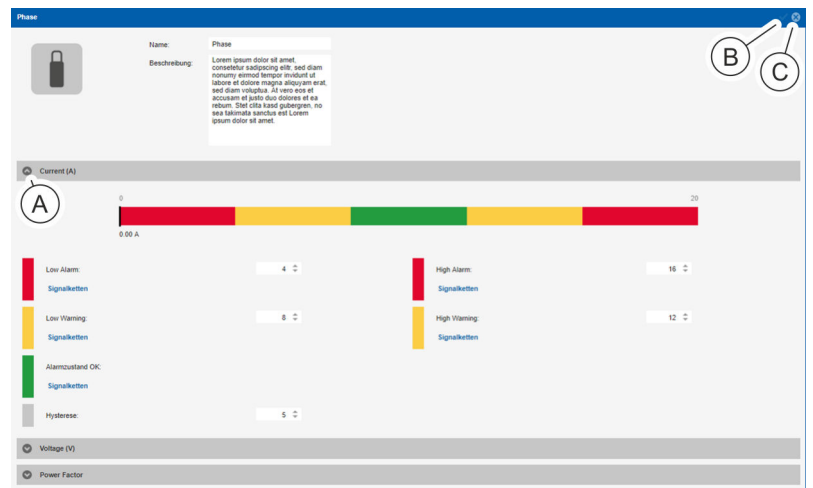 Phase
B
C
Name:
Phase
Beschreibung:
Lorem ipsum dolor sit amet,
consetetur sadipscing elitr, sed diam
nonumy eirmod tempor invidunt ut
labore et dolore magna aliquyam erat,
sed diam voluptua. At vero eos et
accusam et justo duo dolores et ea
rebum. Stet clita kasd gubergren, no
sea takimata sanctus est Lorem
ipsum dolor sit amet.
Current (A)
A
0
20
0.00 A
Low Alarm:
4
High Alarm:
16
Signalketten
Signalketten
Low Warning:
8
High Warning:
12
Signalketten
Signalketten
Alarmzustand OK:
Signalketten
Hysterese:
5
Voltage (V)
Power Factor